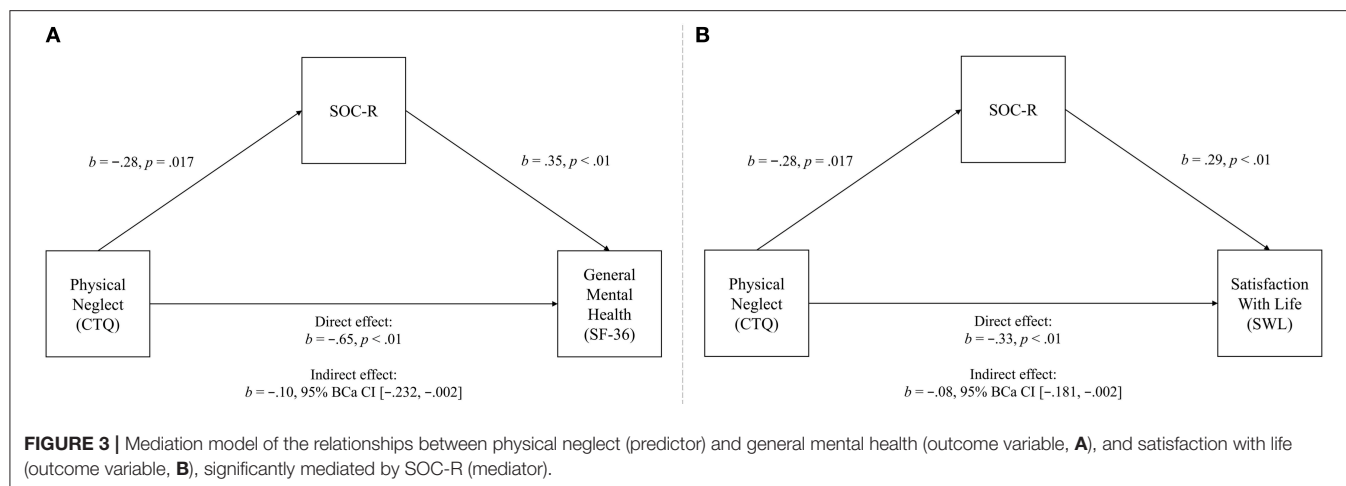 A
SOC-R
b = −.28, p = .017
b = .35, p < .01
Physical
Neglect
(CTQ)
General
Mental
Health
(SF-36)
Direct effect:
b = −.65, p < .01
Indirect effect:
b = −.10, 95% BCa CI [−.232, −.002]
B
SOC-R
b = −.28, p = .017
b = .29, p < .01
Physical
Neglect
(CTQ)
Satisfaction
With Life
(SWL)
Direct effect:
b = −.33, p < .01
Indirect effect:
b = −.08, 95% BCa CI [−.181, −.002]
FIGURE 3 | Mediation model of the relationships between physical neglect (predictor) and general mental health (outcome variable, A), and satisfaction with life
(outcome variable, B), significantly mediated by SOC-R (mediator).